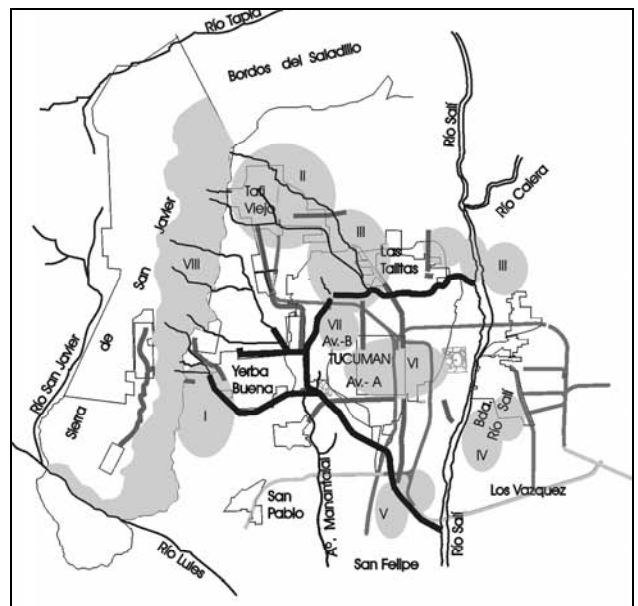 Río Tapia
Bordos del Saladillo
Río Salí
Río Calera
II
Tafi
Viejo
III
Las
Talitas
III
Javier
San
de
Sierra
VIII
Río San Javier
VII
Av.-B
TUCUMAN
Av.- A
VI
Yerba
Buena
I
Bda.
Río Salí
IV
Los Vazquez
San
Pablo
Aº. Manantial
V
San Felipe
Río Salí
Río Lules